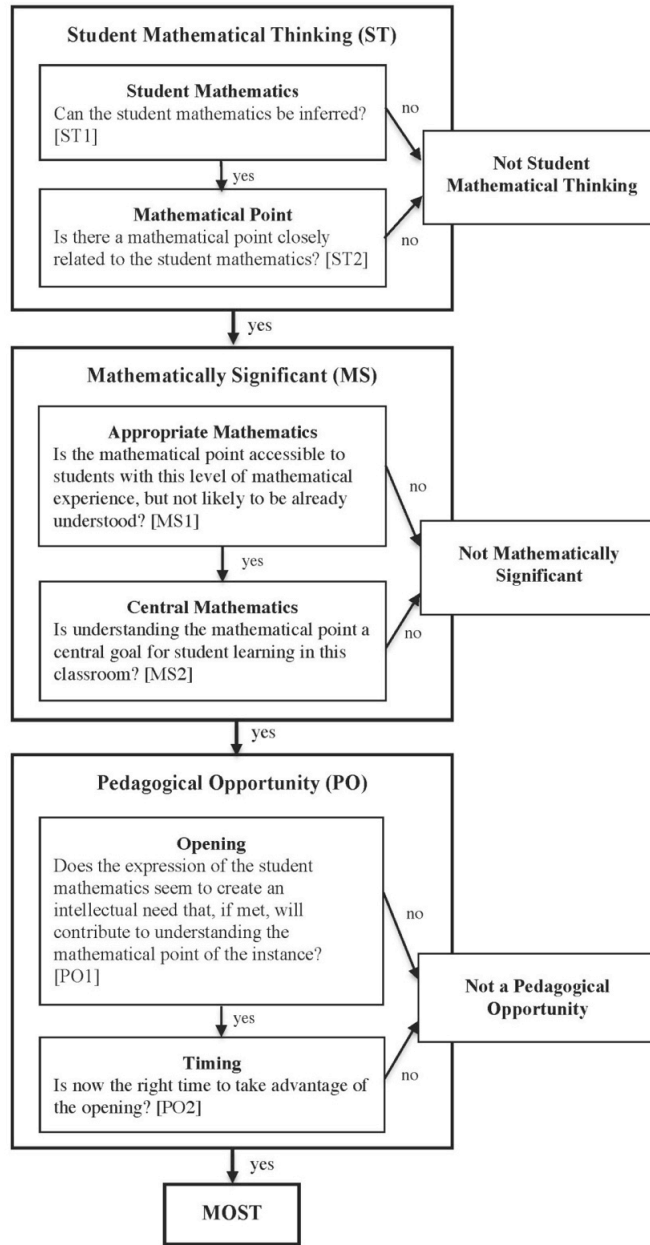 Student Mathematical Thinking (ST)
Student Mathematics
Can the student mathematics be inferred?
[ST1]
no
yes
Not Student
Mathematical Thinking
Mathematical Point
Is there a mathematical point closely
related to the student mathematics? [ST2]
no
yes
Mathematically Significant (MS)
Appropriate Mathematics
Is the mathematical point accessible to
students with this level of mathematical
experience, but not likely to be already
understood? [MS1]
no
yes
Not Mathematically
Significant
Central Mathematics
Is understanding the mathematical point a
central goal for student learning in this
classroom? [MS2]
no
yes
Pedagogical Opportunity (PO)
Opening
Does the expression of the student
mathematics seem to create an
intellectual need that, if met, will
contribute to understanding the
mathematical point of the instance?
[PO1]
no
yes
Not a Pedagogical
Opportunity
Timing
Is now the right time to take advantage of
the opening? [PO2]
no
yes
MOST